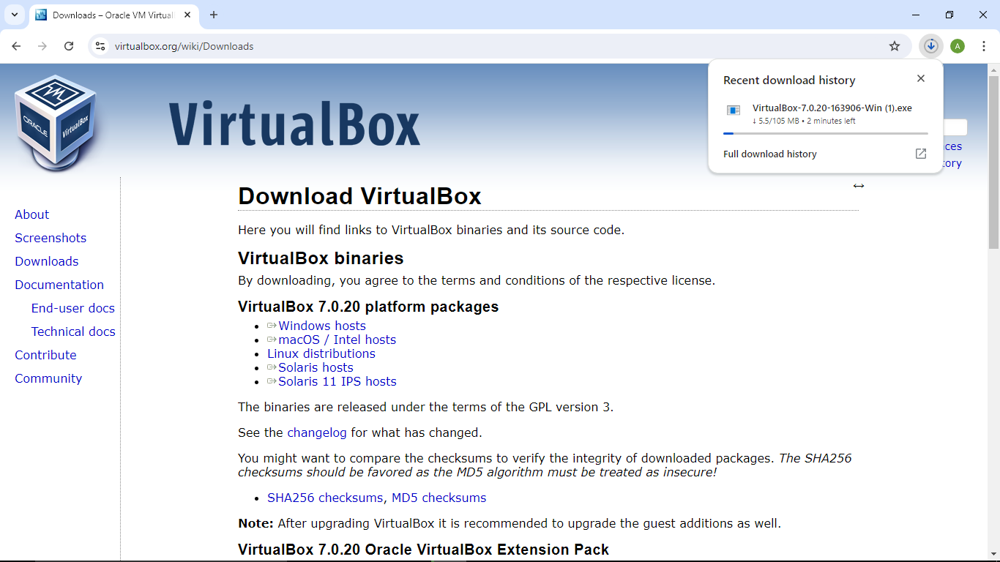 Downloads – Oracle VM Virtual
virtualbox.org/wiki/Downloads
A
Recent download history
VirtualBox-7.0.20-163906-Win (1).exe
↓ 5.5/105 MB • 2 minutes left
Full download history
ORACLE
VirtualBox
VirtualBox
ces
ory
About
Screenshots
Downloads
Documentation
End-user docs
Technical docs
Contribute
Community
Download VirtualBox
Here you will find links to VirtualBox binaries and its source code.
VirtualBox binaries
By downloading, you agree to the terms and conditions of the respective license.
VirtualBox 7.0.20 platform packages
• Windows hosts
• macOS / Intel hosts
• Linux distributions
• Solaris hosts
• Solaris 11 IPS hosts
The binaries are released under the terms of the GPL version 3.
See the changelog for what has changed.
You might want to compare the checksums to verify the integrity of downloaded packages. The SHA256
checksums should be favored as the MD5 algorithm must be treated as insecure!
• SHA256 checksums, MD5 checksums
Note: After upgrading VirtualBox it is recommended to upgrade the guest additions as well.
VirtualBox 7.0.20 Oracle VirtualBox Extension Pack